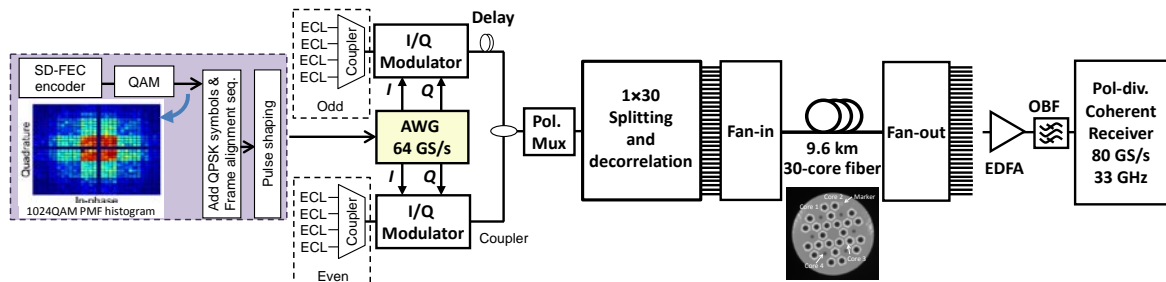 SD-FEC
encoder
QAM
Quadrature
In-phase
1024QAM PMF histogram
Add QPSK symbols &
Frame alignment seq.
Pulse shaping
ECL
ECL
ECL
ECL
Coupler
Odd
I/Q
Modulator
Delay
I
Q
AWG
64 GS/s
I
Q
ECL
ECL
ECL
ECL
Coupler
Even
I/Q
Modulator
Coupler
Pol.
Mux
1×30
Splitting
and
decorrelation
Fan-in
9.6 km
30-core fiber
Core 2
Marker
Core 1
Core 4
Core 3
Fan-out
EDFA
OBF
Pol-div.
Coherent
Receiver
80 GS/s
33 GHz